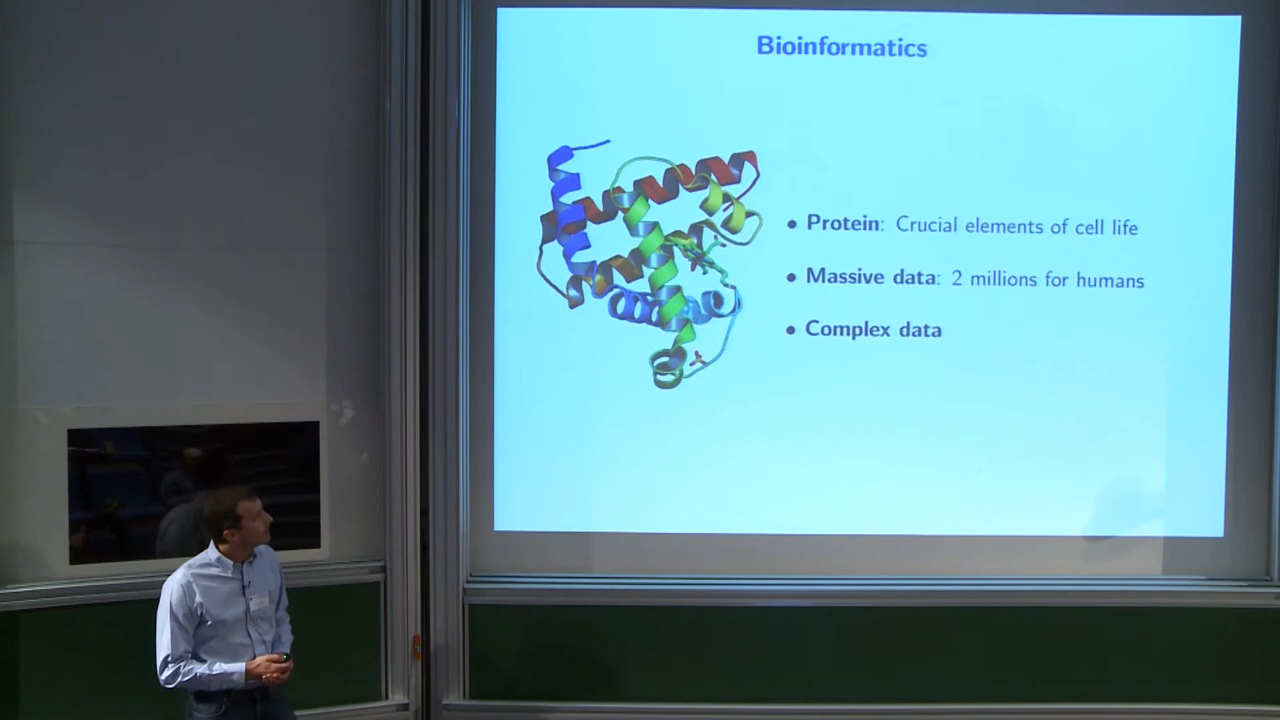 Bioinformatics
• Protein: Crucial elements of cell life
• Massive data: 2 millions for humans
• Complex data